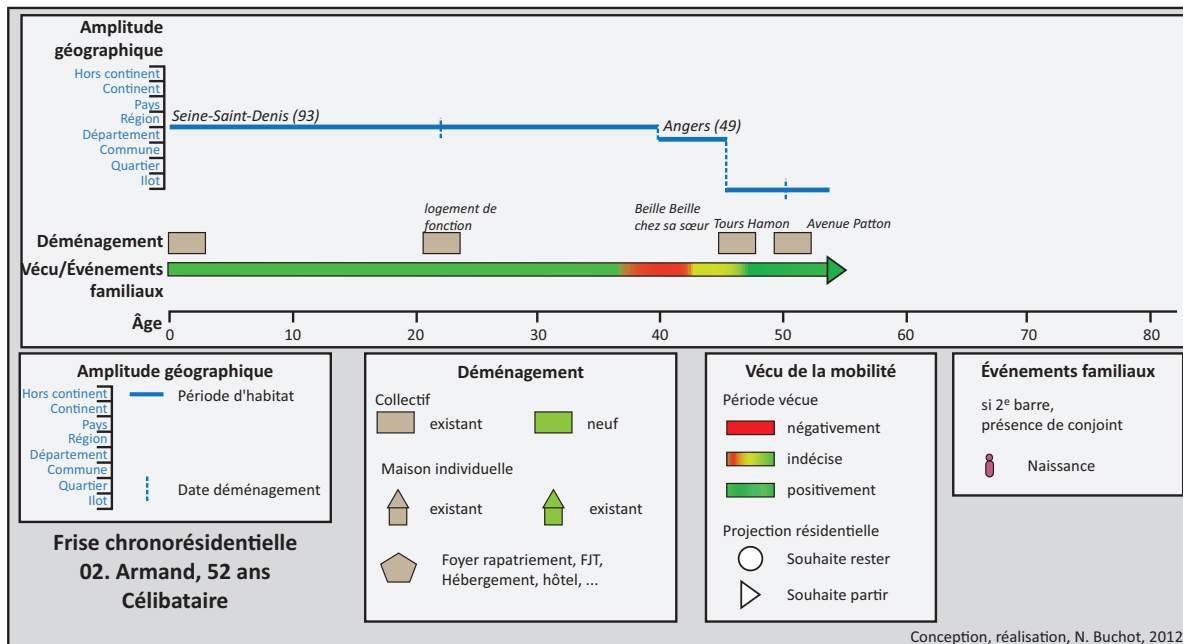 Amplitude
géographique
Hors continent
Continent
Pays
Région
Département
Commune
Quartier
Ilot
Seine-Saint-Denis (93)
Angers (49)
logement de
fonction
Beille Beille
chez sa sœur
Tours Hamon
Avenue Patton
Déménagement
Vécu/Événements
familiaux
Âge
0 10 20 30 40 50 60 70 80
Amplitude géographique
Hors continent
Continent
Pays
Région
Département
Commune
Quartier
Ilot
Période d'habitat
Date déménagement
Frise chronorésidentielle
02. Armand, 52 ans
Célibataire
Déménagement
Collectif
existant neuf
Maison individuelle
existant existant
Foyer rapatriement, FJT,
Hébergement, hôtel, ...
Vécu de la mobilité
Période vécue
négativement
indécise
positivement
Projection résidentielle
Souhaite rester
Souhaite partir
Événements familiaux
si 2e barre,
présence de conjoint
Naissance
Conception, réalisation, N. Buchot, 2012